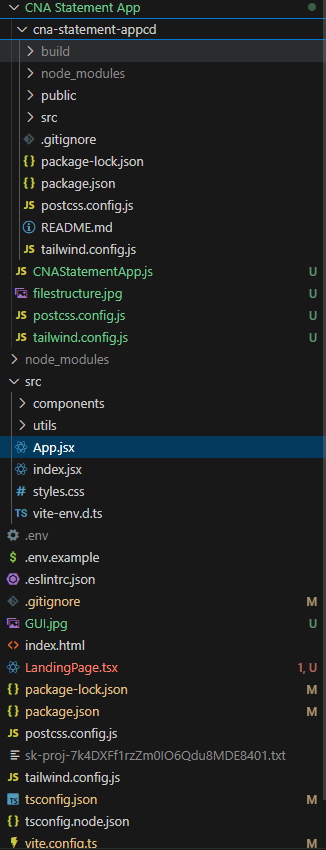 CNA Statement App
cna-statement-appcd
build
node_modules
public
src
.gitignore
{} package-lock.json
{} package.json
JS postcss.config.js
README.md
JS tailwind.config.js
JS CNAStatementApp.js U
filestructure.jpg U
JS postcss.config.js U
JS tailwind.config.js U
node_modules
src
components
utils
App.jsx
index.jsx
# styles.css
TS vite-env.d.ts
.env
$ .env.example
.eslintrc.json
.gitignore M
GUI.jpg U
<> index.html
LandingPage.tsx 1, U
{} package-lock.json M
{} package.json M
JS postcss.config.js
sk-proj-7k4DXFf1rzZm0IO6Qdu8MDE8401.txt
JS tailwind.config.js
TS tsconfig.json M
{} tsconfig.node.json
vite.config.ts M